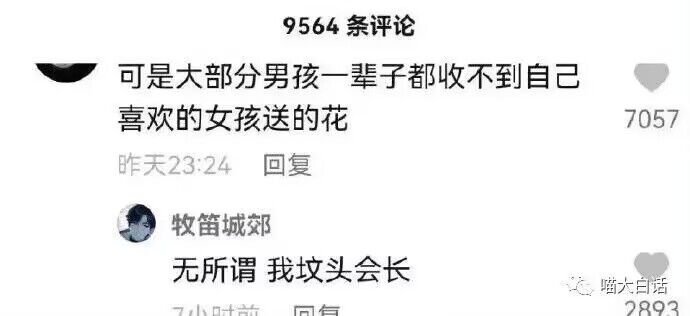 9564 条评论
可是大部分男孩一辈子都收不到自己
喜欢的女孩送的花
7057
昨天23:24 回复
牧笛城郊
无所谓 我坟头会长
喵大白话
7小时前 回复
2893